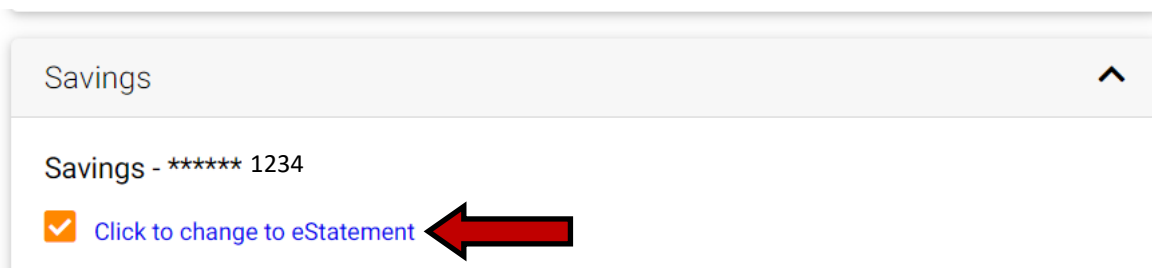 Savings
Savings - ****** 1234
Click to change to eStatement